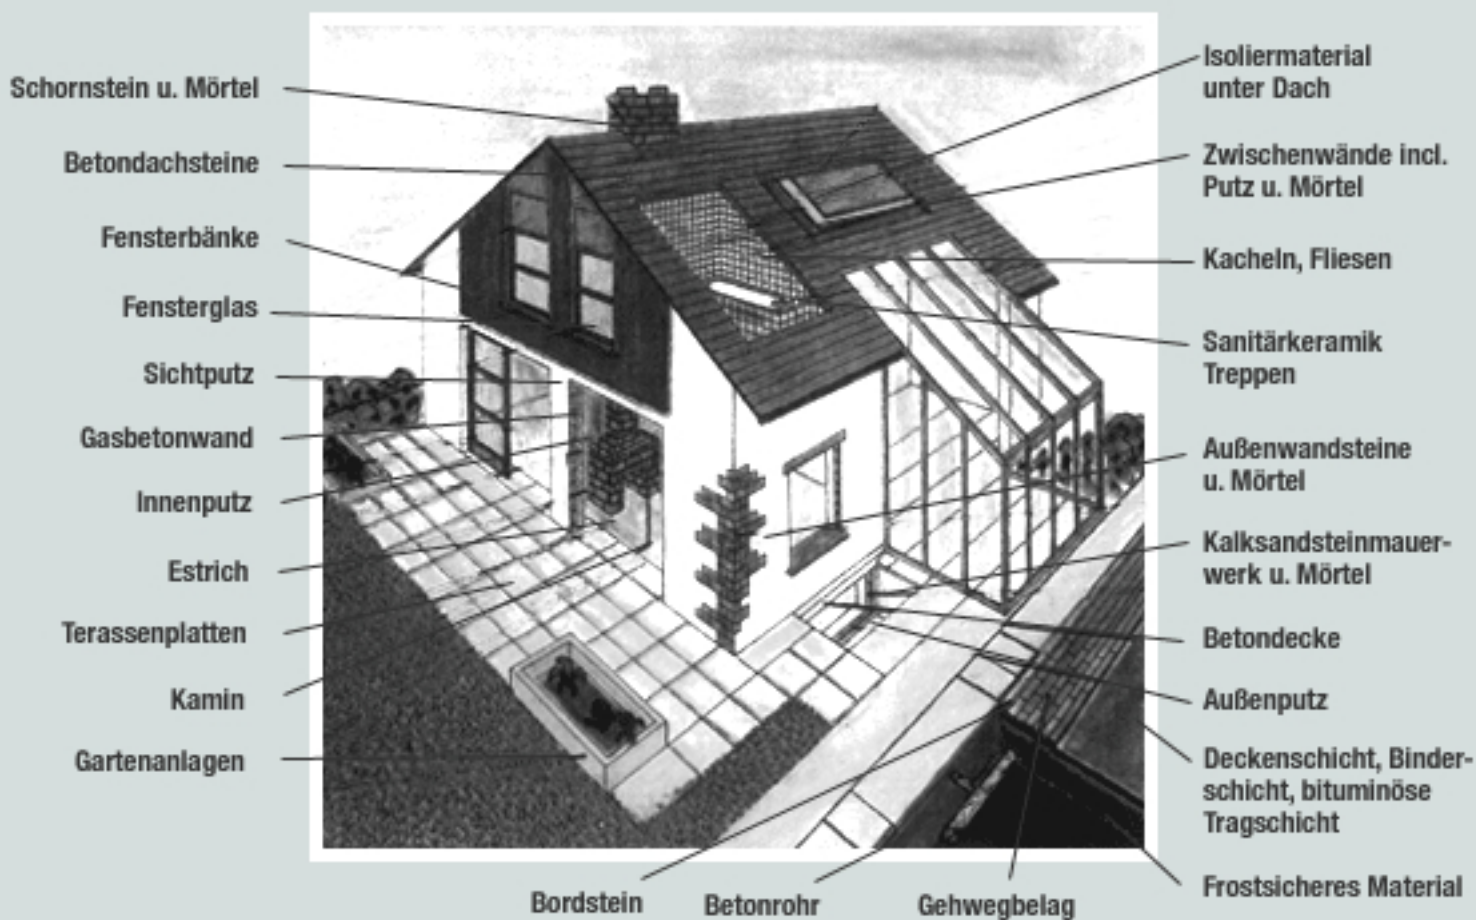 Schornstein u. Mörtel
Betondachsteine
Fensterbänke
Fensterglas
Sichtputz
Gasbetonwand
Innenputz
Estrich
Terassenplatten
Kamin
Gartenanlagen
Isoliermaterial
unter Dach
Zwischenwände incl.
Putz u. Mörtel
Kacheln, Fliesen
Sanitärkeramik
Treppen
Außenwandsteine
u. Mörtel
Kalksandsteinmauer-
werk u. Mörtel
Betondecke
Außenputz
Deckenschicht, Binder-
schicht, bituminöse
Tragschicht
Frostsicheres Material
Bordstein
Betonrohr
Gehwegbelag